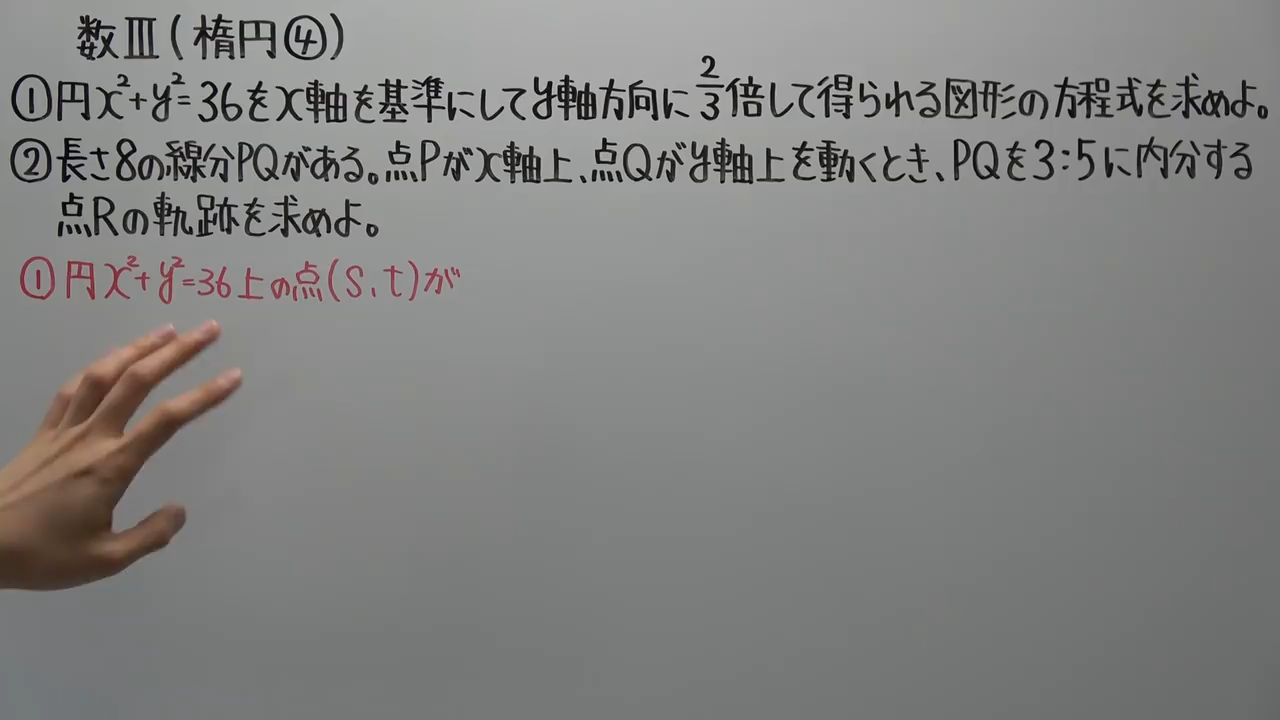 数Ⅲ(楕円④)
①円x²+y²=36をx軸を基準にしてy軸方向に2/3倍して得られる図形の方程式を求めよ。
②長さ8の線分PQがある。点Pがx軸上、点Qがy軸上を動くとき、PQを3:5に内分する
点Rの軌跡を求めよ。
①円x²+y²=36上の点(s,t)が